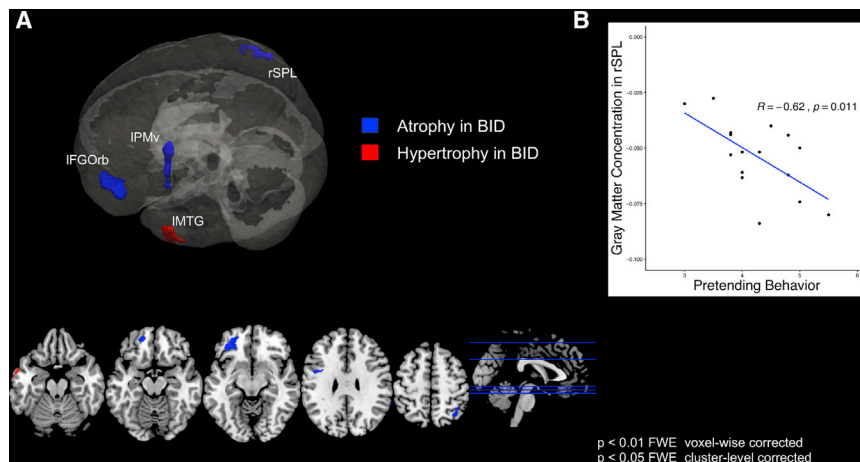 A
B
rSPL
lPMv
lFGOrb
lMTG
Atrophy in BID
Hypertrophy in BID
Gray Matter Concentration in rSPL
0.000
−0.025
−0.050
−0.075
−0.100
R = −0.62 , p = 0.011
3 4 5 6
Pretending Behavior
p < 0.01 FWE voxel-wise corrected
p < 0.05 FWE cluster-level corrected